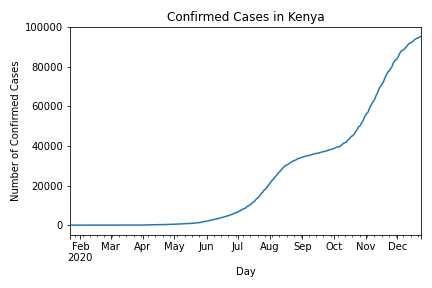 Confirmed Cases in Kenya
100000
80000
60000
40000
20000
0
Number of Confirmed Cases
Feb Mar Apr May Jun Jul Aug Sep Oct Nov Dec
2020
Day